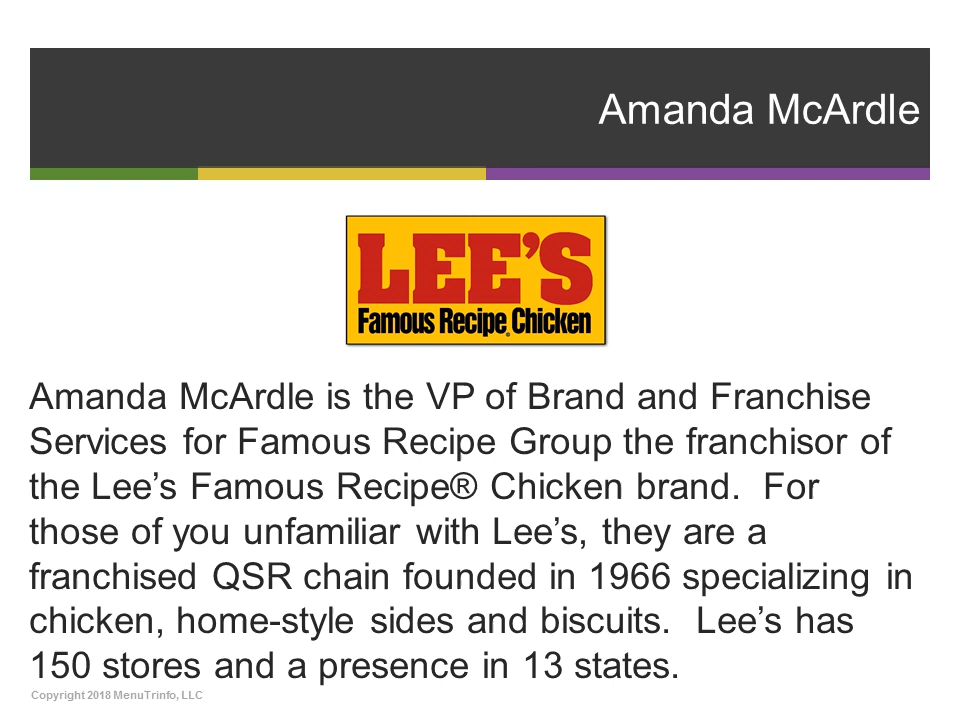 Amanda McArdle
LEE’S
Famous Recipe® Chicken
Amanda McArdle is the VP of Brand and Franchise
Services for Famous Recipe Group the franchisor of
the Lee’s Famous Recipe® Chicken brand.  For
those of you unfamiliar with Lee’s, they are a
franchised QSR chain founded in 1966 specializing in
chicken, home-style sides and biscuits.  Lee’s has
150 stores and a presence in 13 states.
Copyright 2018 MenuTrinfo, LLC